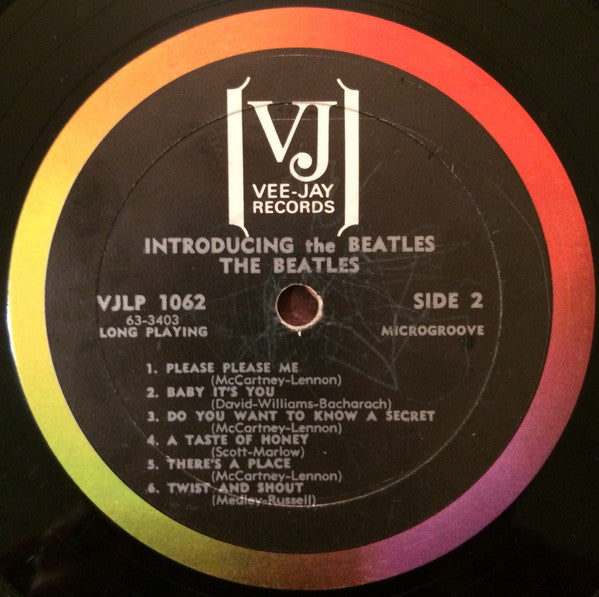 VJ
VEE-JAY
RECORDS
INTRODUCING the BEATLES
THE BEATLES
VJLP 1062
63-3403
LONG PLAYING
SIDE 2
MICROGROOVE
1. PLEASE PLEASE ME
(McCartney-Lennon)
2. BABY IT'S YOU
(David-Williams-Bacharach)
3. DO YOU WANT TO KNOW A SECRET
(McCartney-Lennon)
4. A TASTE OF HONEY
(Scott-Marlow)
5. THERE'S A PLACE
(McCartney-Lennon)
6. TWIST AND SHOUT
(Medley-Russell)